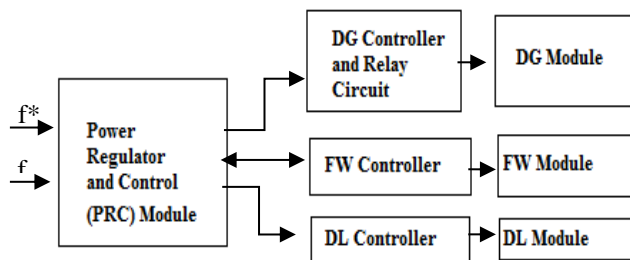 f*
f
Power
Regulator
and Control
(PRC) Module
DG Controller
and Relay
Circuit
DG Module
FW Controller
FW Module
DL Controller
DL Module